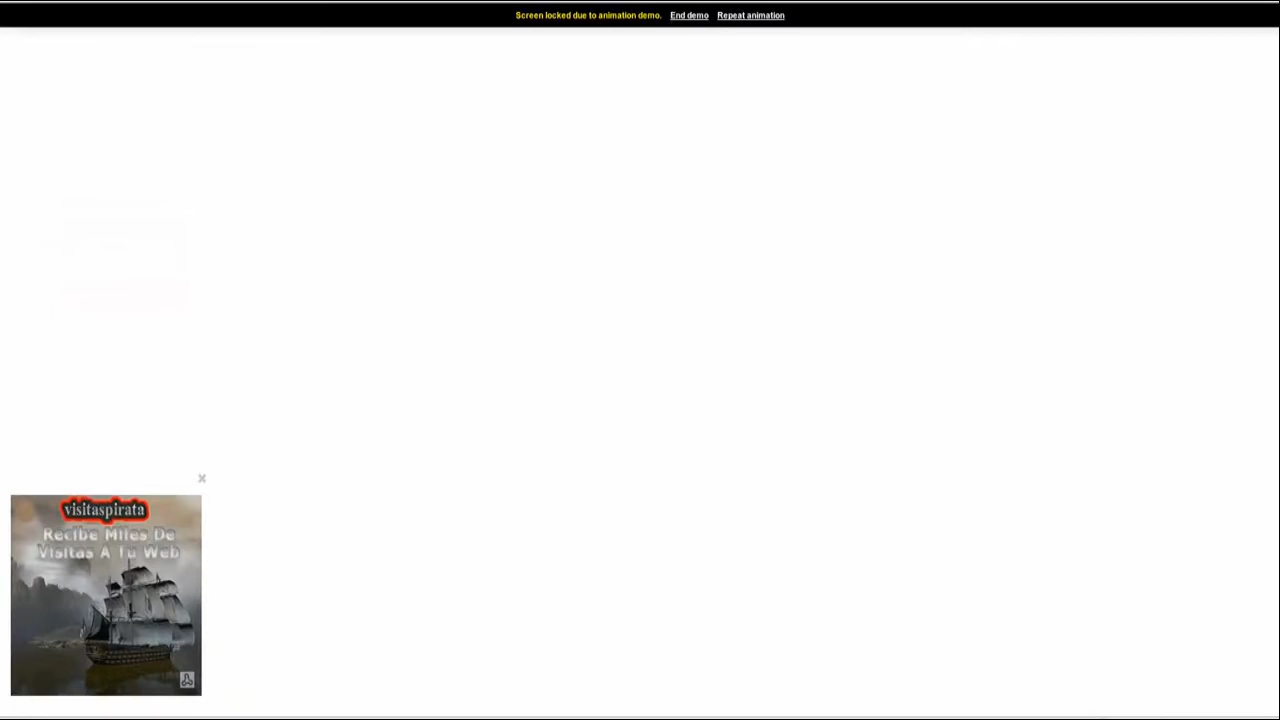 Screen locked due to animation demo. End demo Repeat animation
visitaspirata
Recibe Miles De
Visitas A Tu Web